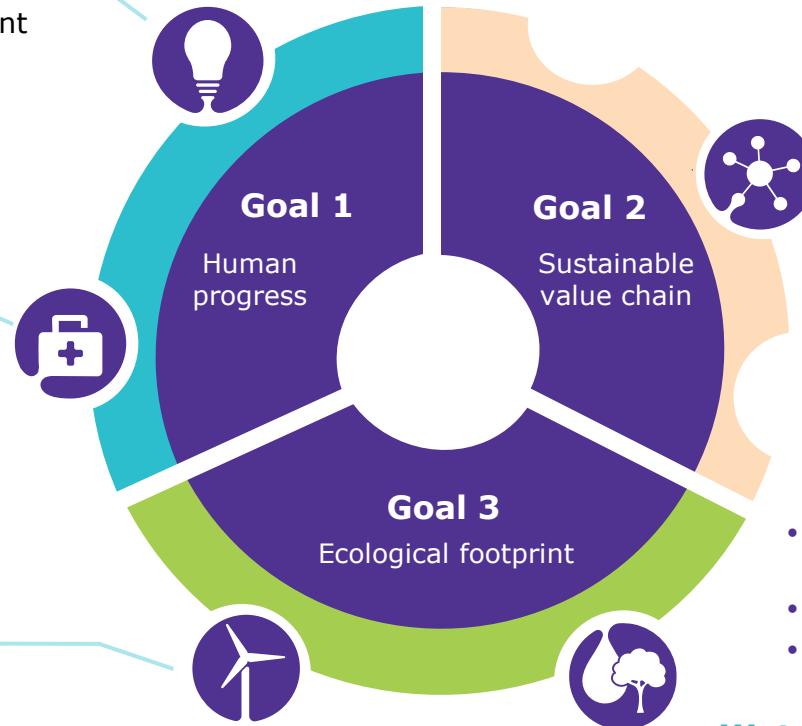 nt
Goal 1
Human
progress
Goal 2
Sustainable
value chain
Goal 3
Ecological footprint